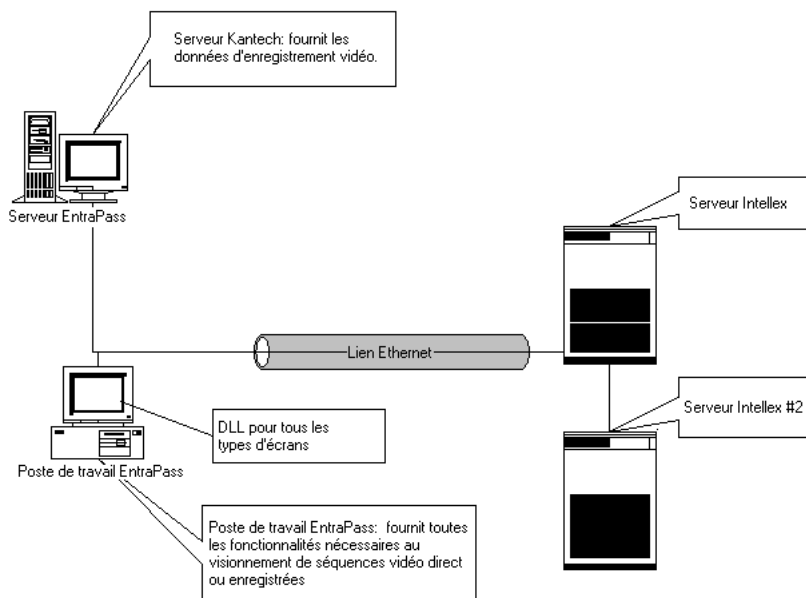 Serveur Kantech: fournit les
données d'enregistrement vidéo.
Serveur EntraPass
Serveur Intellex
Lien Ethernet
Serveur Intellex #2
DLL pour tous les
types d'écrans
Poste de travail EntraPass
Poste de travail EntraPass: fournit toutes
les fonctionnalités nécessaires au
visionnement de séquences vidéo direct
ou enregistrées